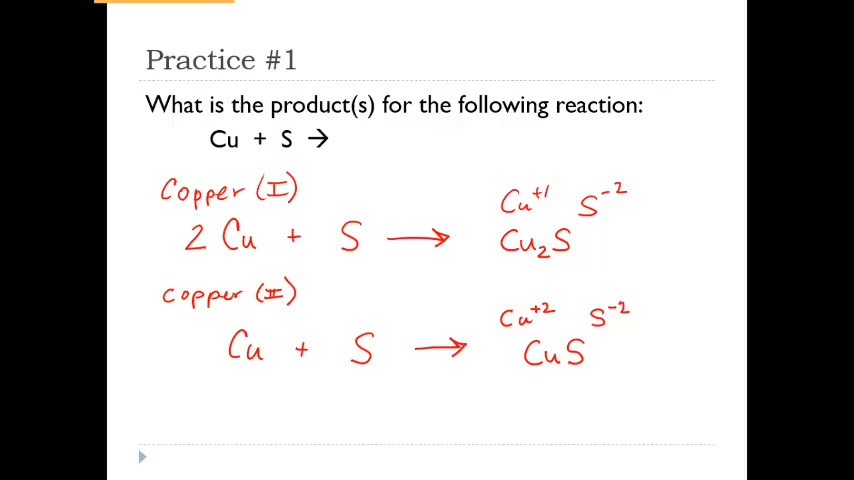 Practice #1
What is the product(s) for the following reaction:
Cu + S →
Copper (I)
Cu⁺¹ S⁻²
2 Cu + S → Cu₂S
Copper (II)
Cu⁺² S⁻²
Cu + S → CuS